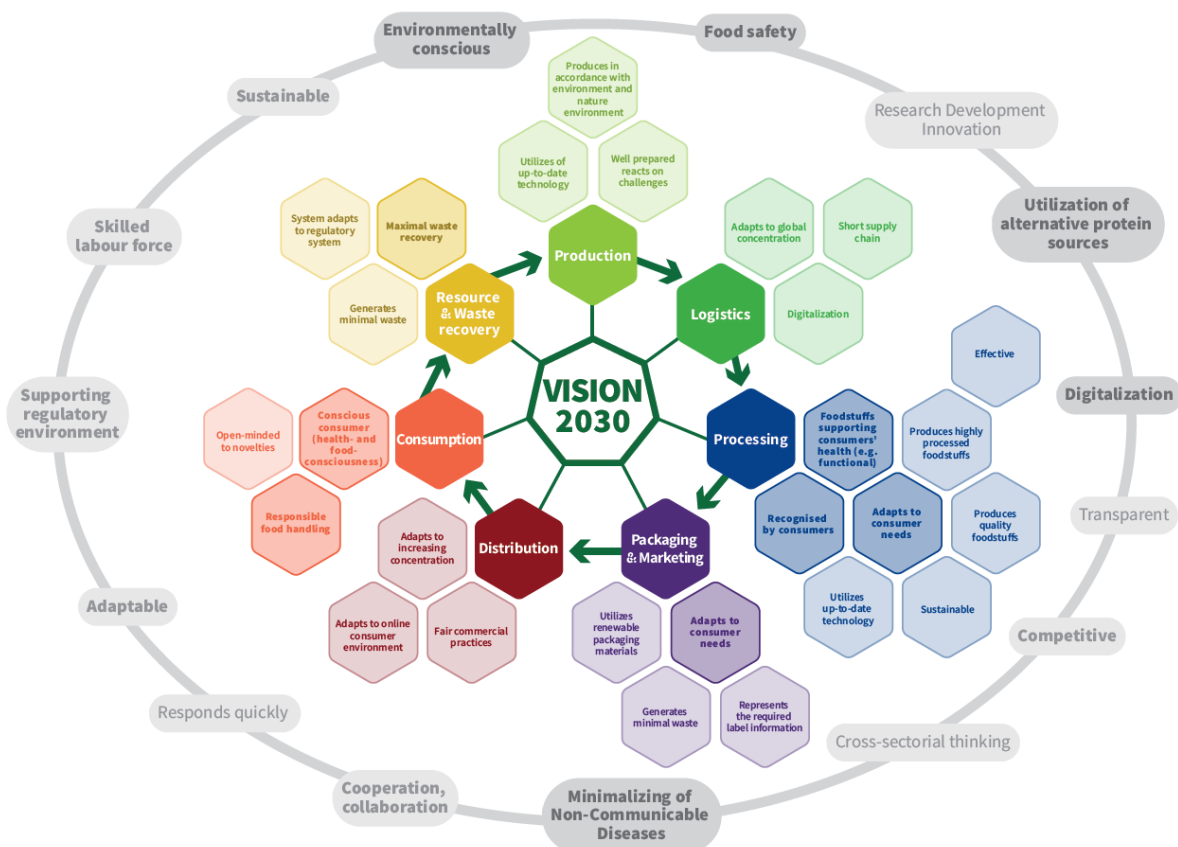 Environmentally
conscious
Food safety
Sustainable
Research Development
Innovation
Skilled
labour force
Utilization of
alternative protein
sources
Supporting
regulatory
environment
Digitalization
Transparent
Adaptable
Competitive
Responds quickly
Cross-sectorial thinking
Cooperation,
collaboration
Minimalizing of
Non-Communicable
Diseases
VISION
2030
Production
Produces in
accordance with
environment and
nature
environment
Utilizes of
up-to-date
technology
Well prepared
reacts on
challenges
Logistics
Adapts to global
concentration
Short supply
chain
Digitalization
Processing
Foodstuffs
supporting
consumers'
health (e.g.
functional)
Effective
Produces highly
processed
foodstuffs
Recognised
by consumers
Adapts to
consumer
needs
Produces
quality
foodstuffs
Utilizes
up-to-date
technology
Sustainable
Packaging
& Marketing
Utilizes
renewable
packaging
materials
Adapts to
consumer
needs
Generates
minimal waste
Represents
the required
label information
Distribution
Adapts to
increasing
concentration
Adapts to online
consumer
environment
Fair commercial
practices
Consumption
Open-minded
to novelties
Conscious
consumer
(health- and
food-
consciousness)
Responsible
food handling
Resource
& Waste
recovery
System adapts
to regulatory
system
Maximal waste
recovery
Generates
minimal waste